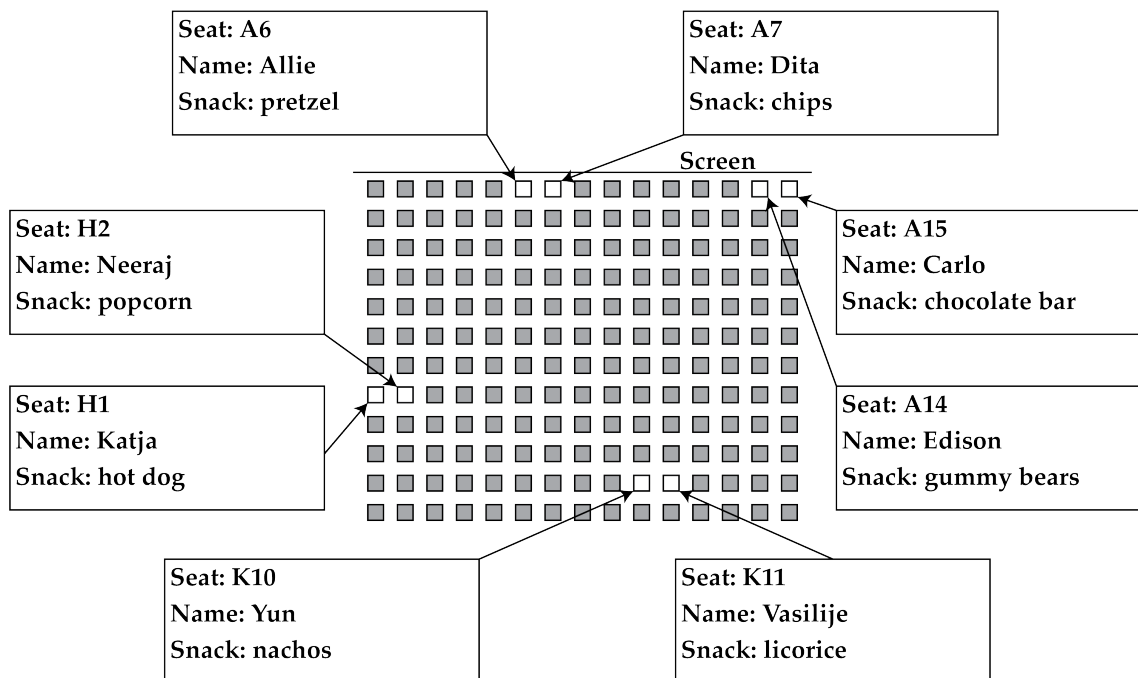 Seat: A6
Name: Allie
Snack: pretzel
Seat: A7
Name: Dita
Snack: chips
Screen
Seat: H2
Name: Neeraj
Snack: popcorn
Seat: A15
Name: Carlo
Snack: chocolate bar
Seat: H1
Name: Katja
Snack: hot dog
Seat: A14
Name: Edison
Snack: gummy bears
Seat: K10
Name: Yun
Snack: nachos
Seat: K11
Name: Vasilije
Snack: licorice